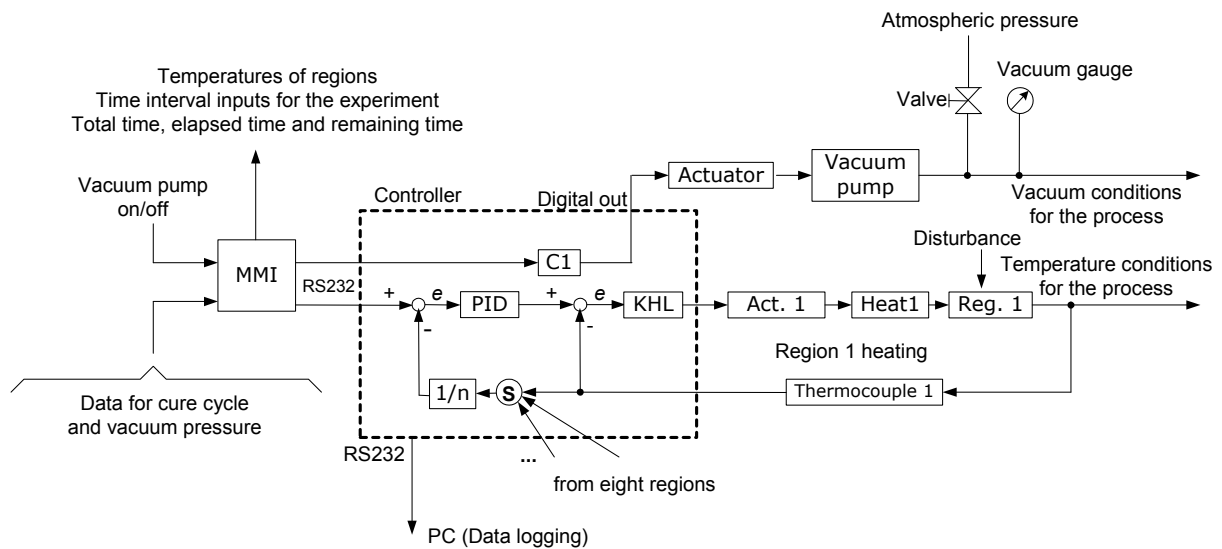 Atmospheric pressure
Temperatures of regions
Time interval inputs for the experiment
Total time, elapsed time and remaining time
Vacuum gauge
Valve
Vacuum pump
on/off
Controller
Digital out
Actuator
Vacuum
pump
Vacuum conditions
for the process
MMI
C1
Disturbance
Temperature conditions
for the process
RS232
+
e
PID
+
e
KHL
Act. 1
Heat1
Reg. 1
-
-
Region 1 heating
1/n
S
Thermocouple 1
Data for cure cycle
and vacuum pressure
RS232
...
from eight regions
PC (Data logging)